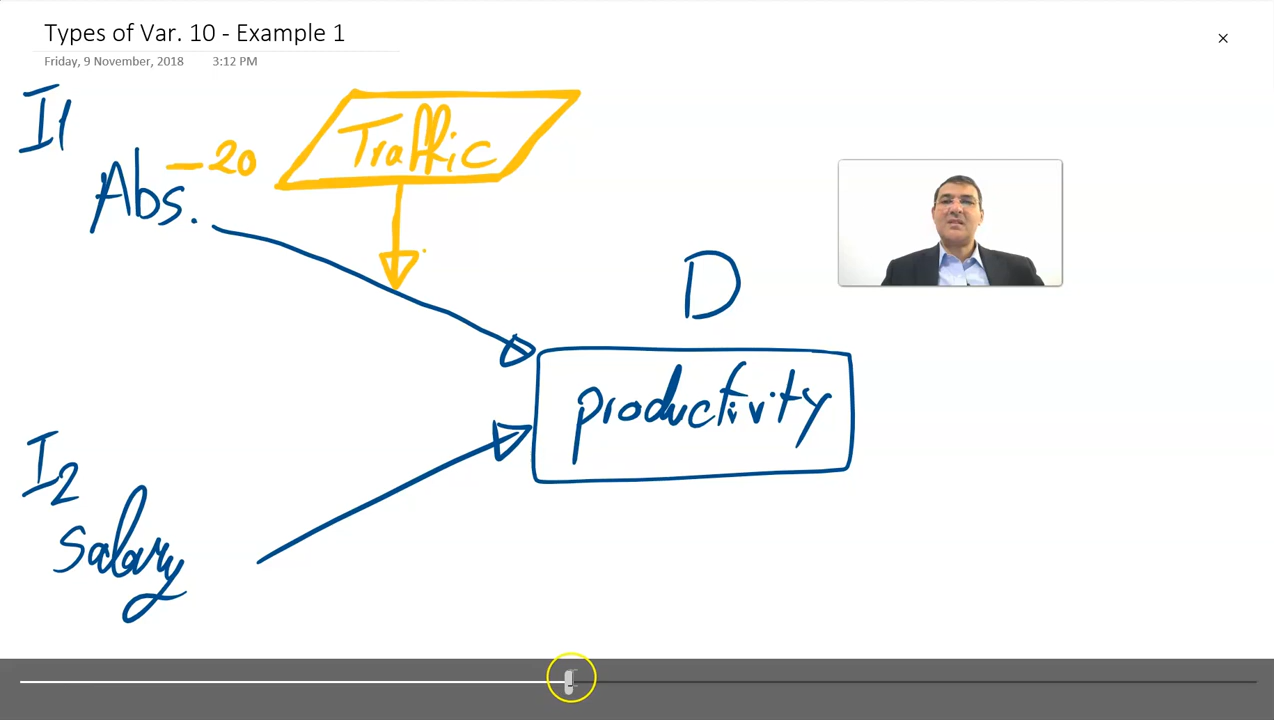 Types of Var. 10 - Example 1
Friday, 9 November, 2018 3:12 PM
I1
Traffic
Abs. -20
D
productivity
I2
Salary